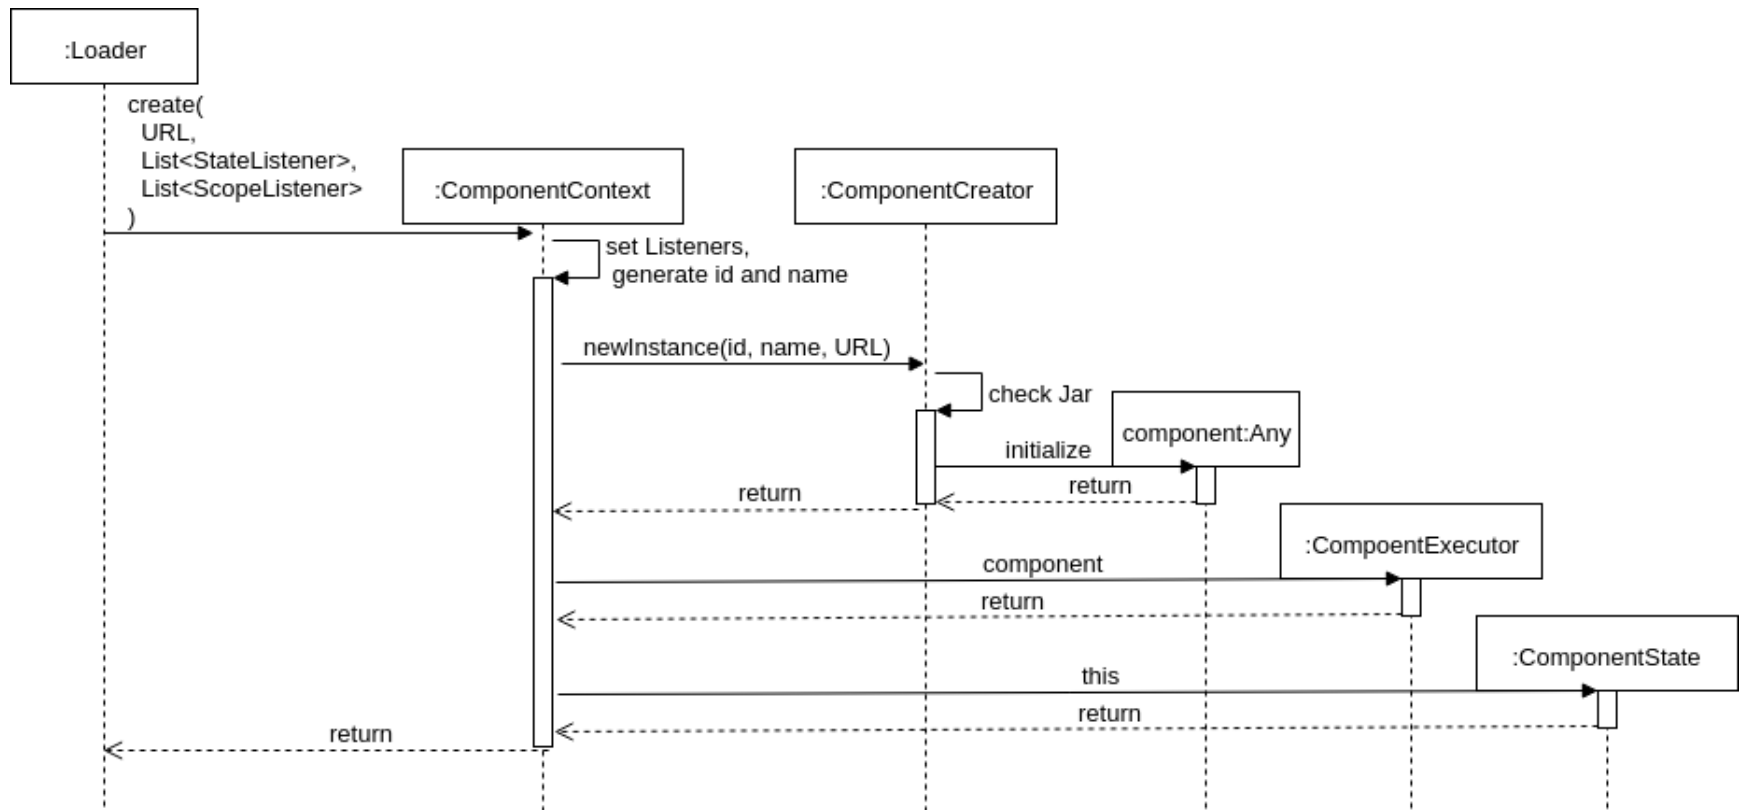 :Loader
create(
URL,
List<StateListener>,
List<ScopeListener>
)
:ComponentContext
:ComponentCreator
set Listeners,
generate id and name
newInstance(id, name, URL)
check Jar
component:Any
initialize
return
return
:CompoentExecutor
component
return
:ComponentState
this
return
return